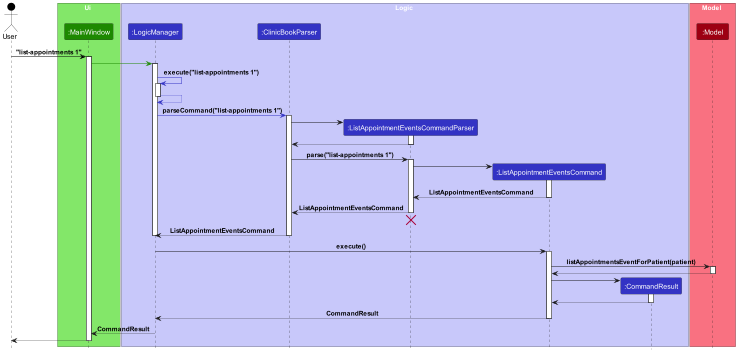 Ui
Logic
Model
User
:MainWindow
:LogicManager
:ClinicBookParser
:Model
"list-appointments 1"
execute("list-appointments 1")
parseCommand("list-appointments 1")
:ListAppointmentEventsCommandParser
parse("list-appointments 1")
:ListAppointmentEventsCommand
ListAppointmentEventsCommand
ListAppointmentEventsCommand
ListAppointmentEventsCommand
execute()
listAppointmentsEventForPatient(patient)
:CommandResult
CommandResult
CommandResult